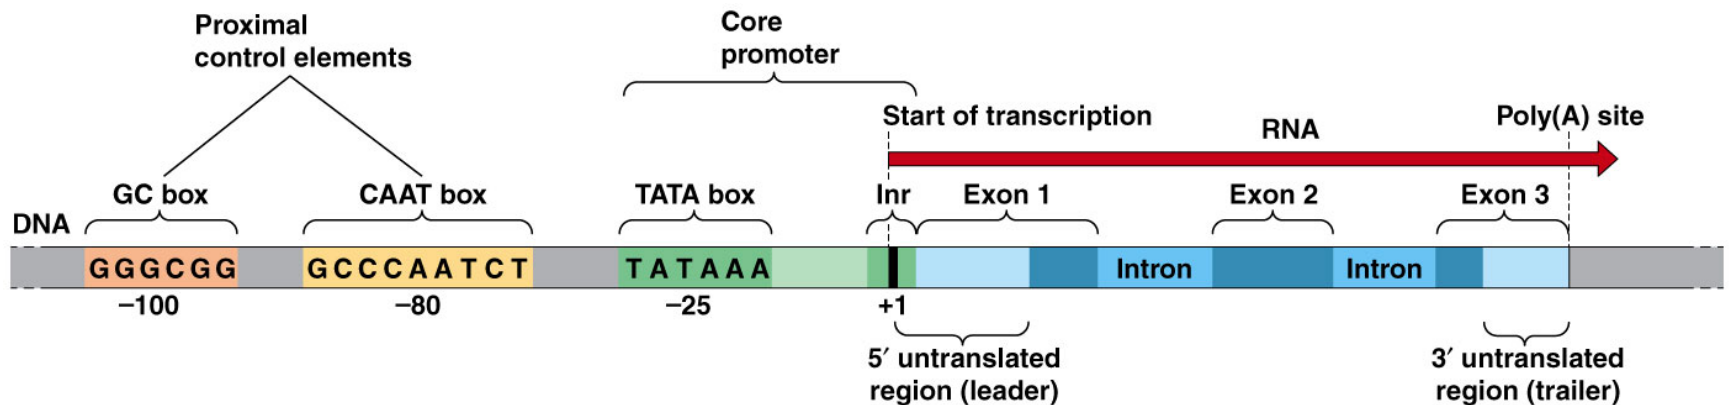 Proximal
control elements
Core
promoter
Start of transcription
RNA
Poly(A) site
DNA
GC box
CAAT box
TATA box
Inr
Exon 1
Exon 2
Exon 3
GGGCGG
GCCCAATCT
TATAAA
Intron
Intron
–100
–80
–25
+1
5′ untranslated
region (leader)
3′ untranslated
region (trailer)